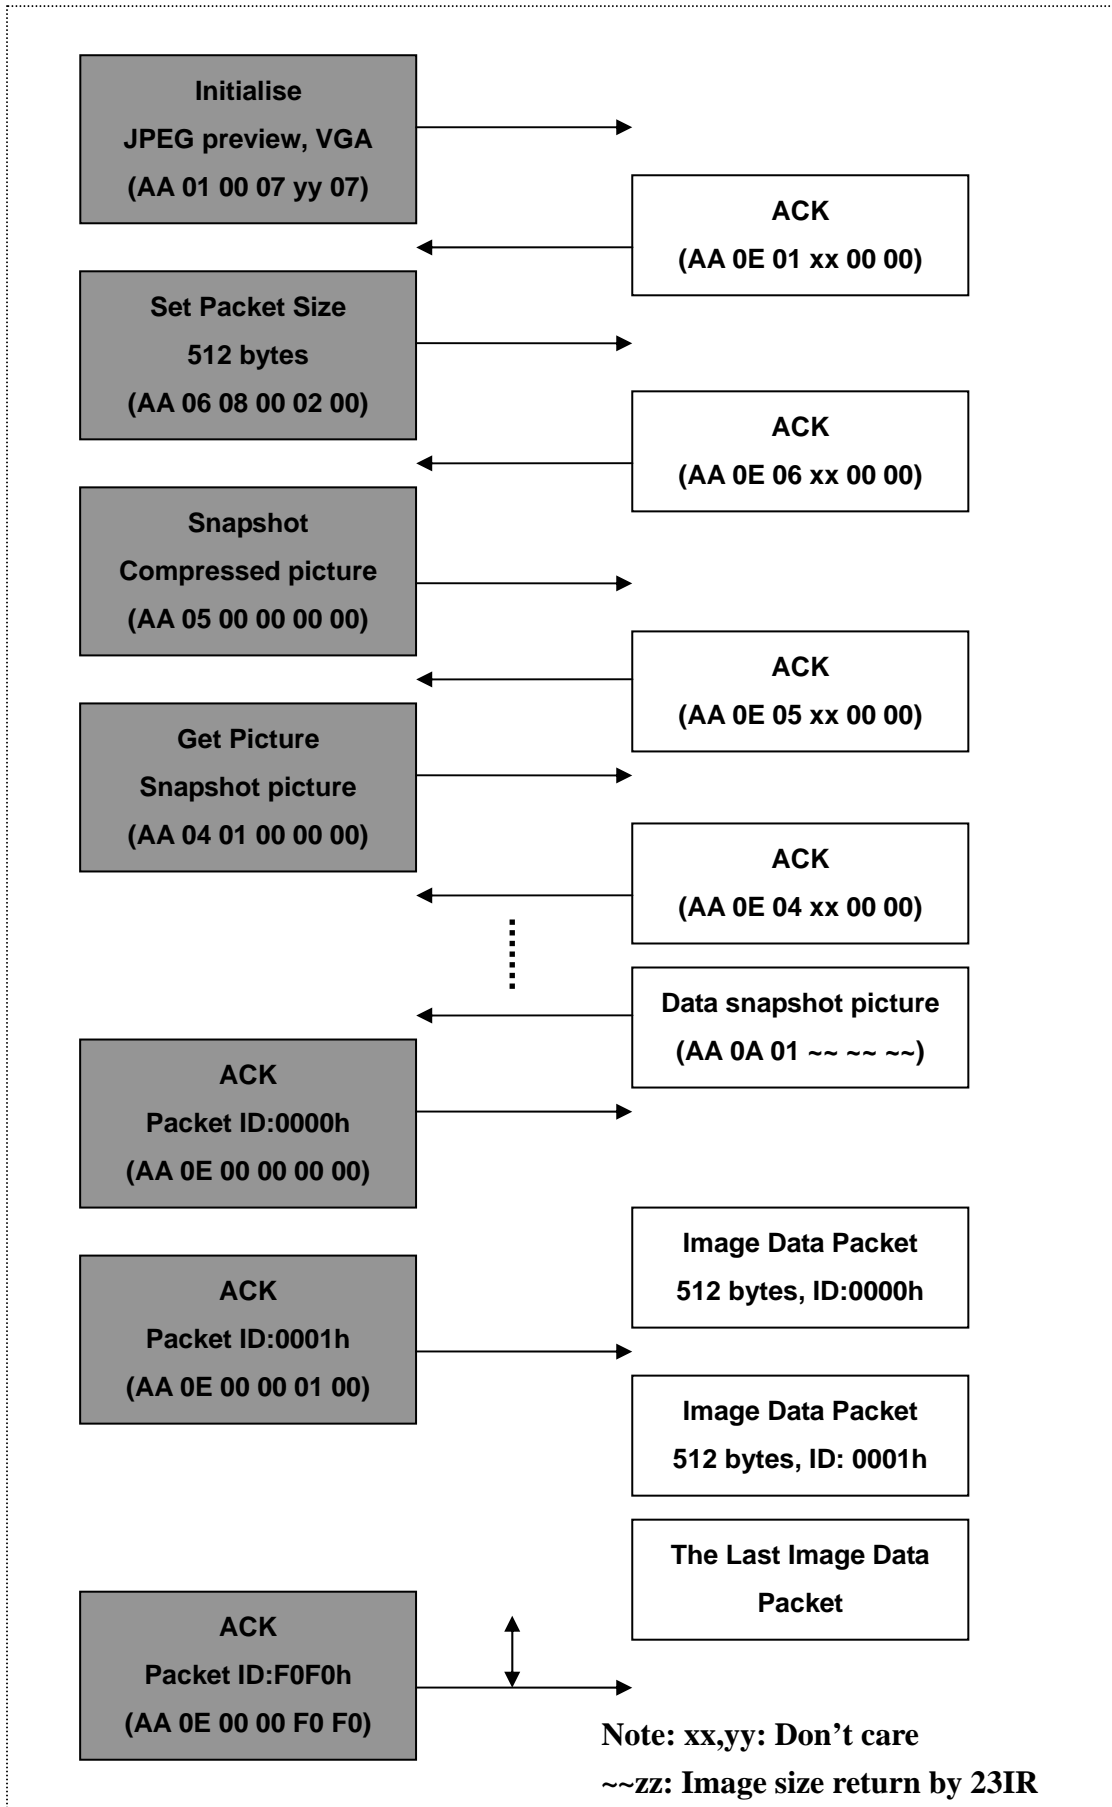 Initialise
JPEG preview, VGA
(AA 01 00 07 yy 07)
ACK
(AA 0E 01 xx 00 00)
Set Packet Size
512 bytes
(AA 06 08 00 02 00)
ACK
(AA 0E 06 xx 00 00)
Snapshot
Compressed picture
(AA 05 00 00 00 00)
ACK
(AA 0E 05 xx 00 00)
Get Picture
Snapshot picture
(AA 04 01 00 00 00)
ACK
(AA 0E 04 xx 00 00)
Data snapshot picture
(AA 0A 01 ~~ ~~ ~~)
ACK
Packet ID:0000h
(AA 0E 00 00 00 00)
Image Data Packet
512 bytes, ID:0000h
ACK
Packet ID:0001h
(AA 0E 00 00 01 00)
Image Data Packet
512 bytes, ID: 0001h
The Last Image Data
Packet
ACK
Packet ID:F0F0h
(AA 0E 00 00 F0 F0)
Note: xx,yy: Don’t care
~~zz: Image size return by 23IR